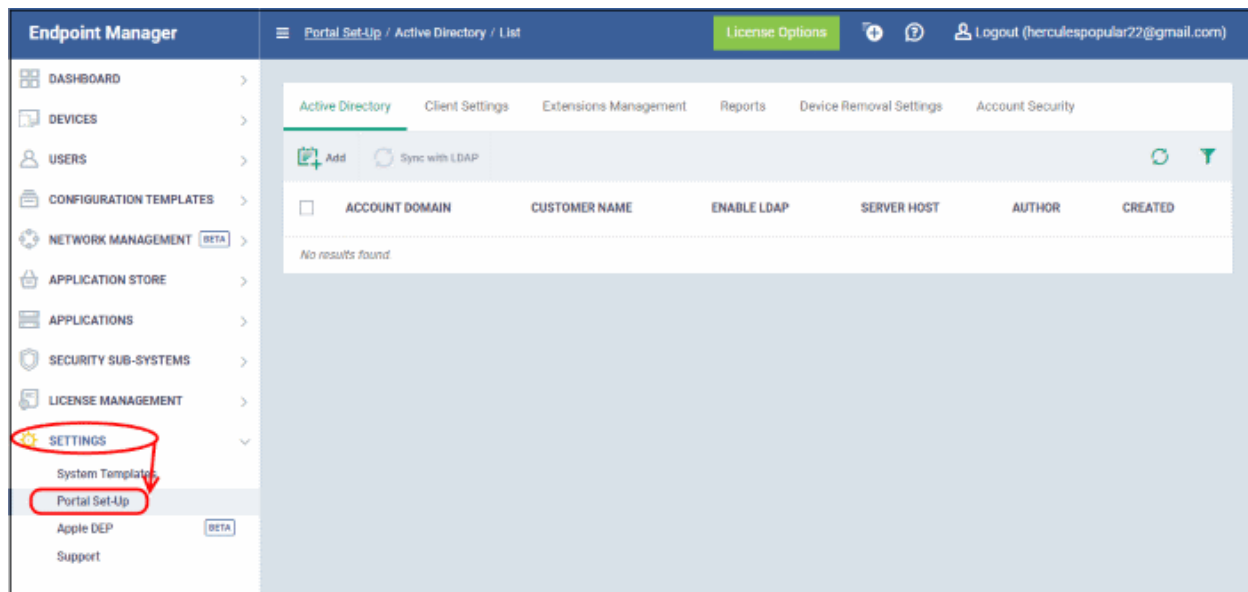 Endpoint Manager
Portal Set-Up / Active Directory / List
License Options
Logout (herculespopular22@gmail.com)
DASHBOARD
DEVICES
USERS
CONFIGURATION TEMPLATES
NETWORK MANAGEMENT BETA
APPLICATION STORE
APPLICATIONS
SECURITY SUB-SYSTEMS
LICENSE MANAGEMENT
SETTINGS
System Templates
Portal Set-Up
Apple DEP BETA
Support
Active Directory Client Settings Extensions Management Reports Device Removal Settings Account Security
Add Sync with LDAP
ACCOUNT DOMAIN CUSTOMER NAME ENABLE LDAP SERVER HOST AUTHOR CREATED
No results found.